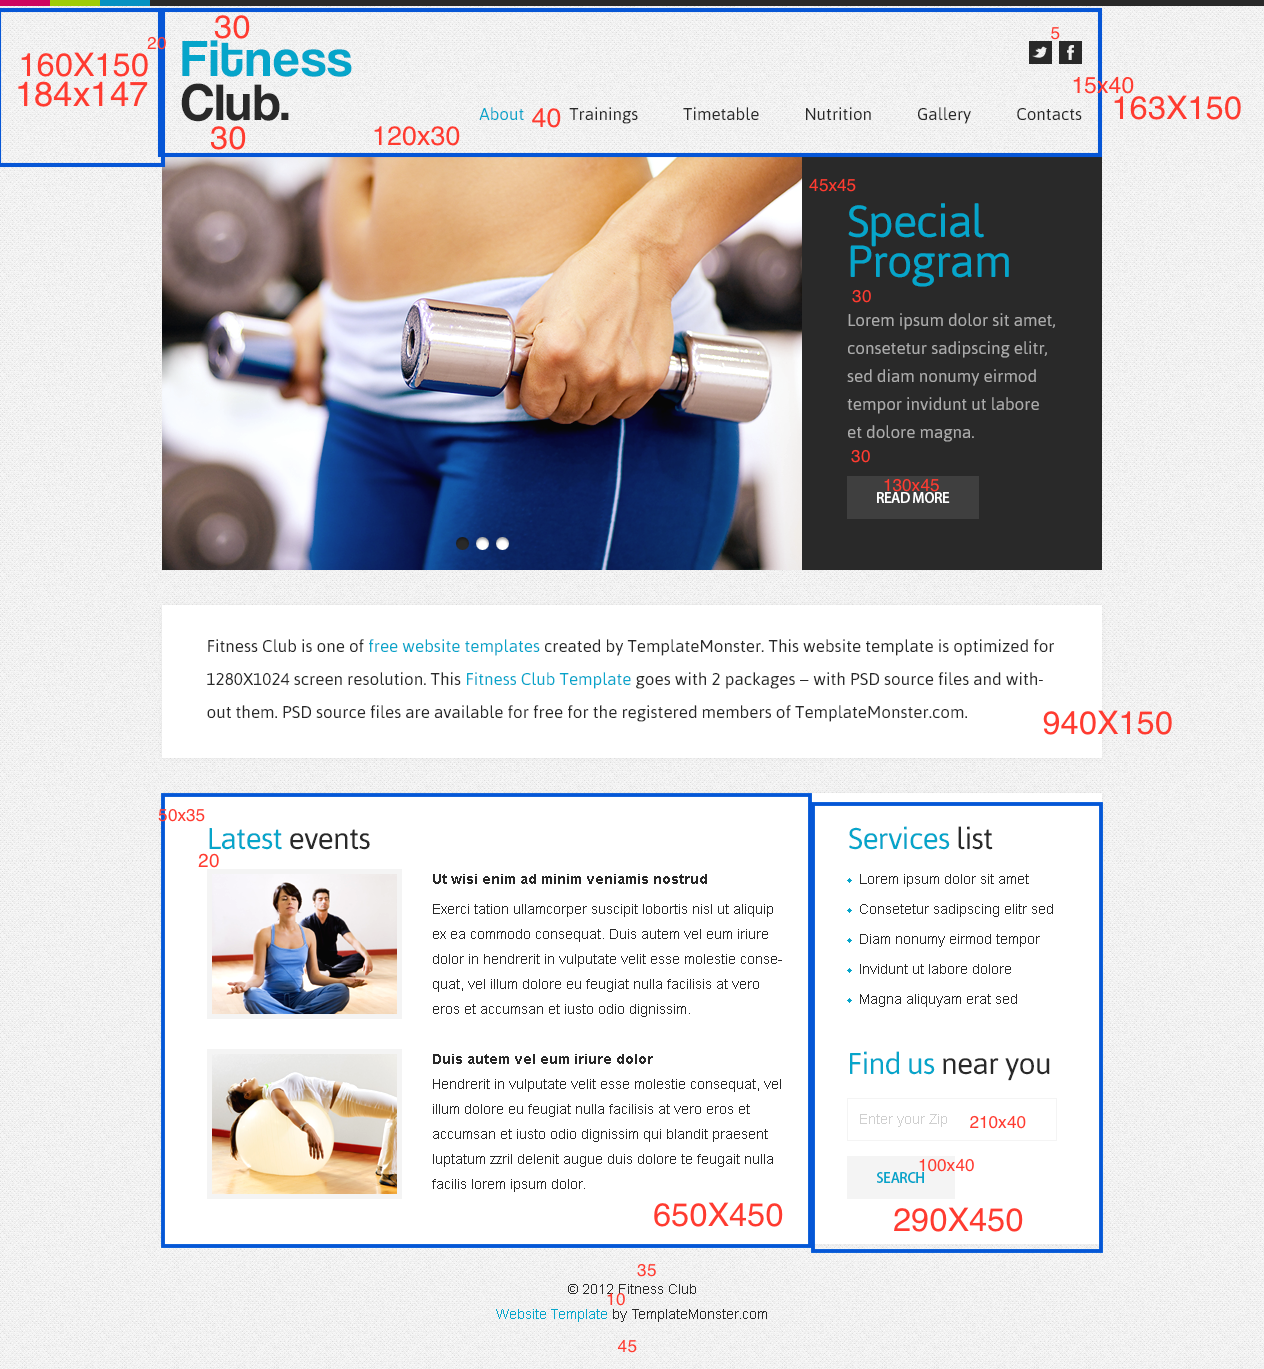 30
20
160X150
184x147
Fitness
Club.
30
120x30
5
15x40
163X150
About 40 Trainings Timetable Nutrition Gallery Contacts
45x45
Special
Program
30
Lorem ipsum dolor sit amet,
consetetur sadipscing elitr,
sed diam nonumy eirmod
tempor invidunt ut labore
et dolore magna.
30
130x45
READ MORE
Fitness Club is one of free website templates created by TemplateMonster. This website template is optimized for
1280X1024 screen resolution. This Fitness Club Template goes with 2 packages – with PSD source files and with-
out them. PSD source files are available for free for the registered members of TemplateMonster.com.
940X150
50x35
Latest events
20
Ut wisi enim ad minim veniamis nostrud
Exerci tation ullamcorper suscipit lobortis nisl ut aliquip
ex ea commodo consequat. Duis autem vel eum iriure
dolor in hendrerit in vulputate velit esse molestie conse-
quat, vel illum dolore eu feugiat nulla facilisis at vero
eros et accumsan et iusto odio dignissim.
Duis autem vel eum iriure dolor
Hendrerit in vulputate velit esse molestie consequat, vel
illum dolore eu feugiat nulla facilisis at vero eros et
accumsan et iusto odio dignissim qui blandit praesent
luptatum zzril delenit augue duis dolore te feugait nulla
facilis lorem ipsum dolor.
650X450
Services list
Lorem ipsum dolor sit amet
Consetetur sadipscing elitr sed
Diam nonumy eirmod tempor
Invidunt ut labore dolore
Magna aliquyam erat sed
Find us near you
Enter your Zip 210x40
100x40
SEARCH
290X450
35
© 2012 Fitness Club
10
Website Template by TemplateMonster.com
45